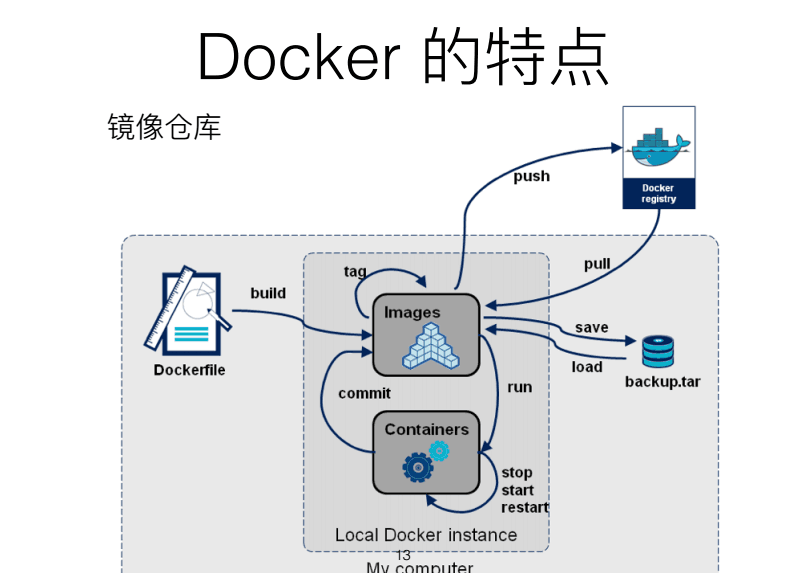 Docker 的特点
镜像仓库
push
Docker
registry
pull
tag
build
Images
save
load
Dockerfile
backup.tar
commit
run
Containers
stop
start
restart
Local Docker instance
13
My computer